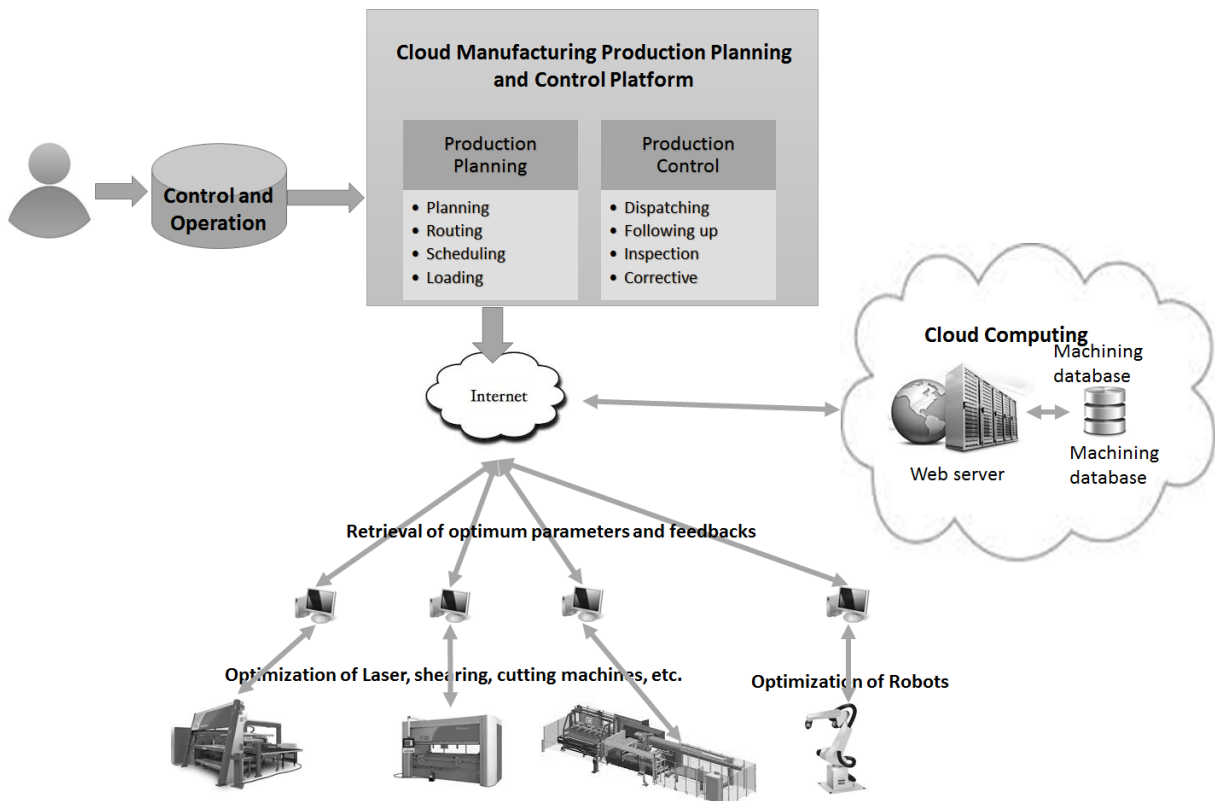 Cloud Manufacturing Production Planning
and Control Platform
Production
Planning
Production
Control
• Planning
• Routing
• Scheduling
• Loading
• Dispatching
• Following up
• Inspection
• Corrective
Control and
Operation
Internet
Cloud Computing
Machining
database
Web server
Machining
database
Retrieval of optimum parameters and feedbacks
Optimization of Laser, shearing, cutting machines, etc.
Optimization of Robots